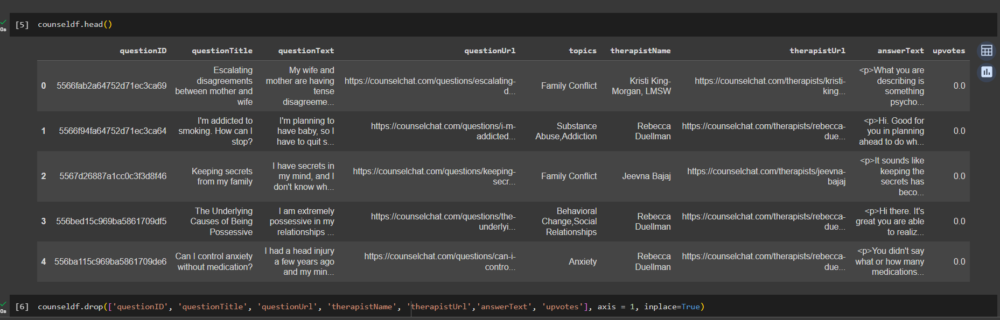 [5] counseldf.head()
0s
questionID questionTitle questionText questionUrl topics therapistName therapistUrl answerText upvotes
0 5566fab2a64752d71ec3ca69 Escalating disagreements between mother and wife My wife and mother are having tense disagreeme... https://counselchat.com/questions/escalating-d... Family Conflict Kristi King-Morgan, LMSW https://counselchat.com/therapists/kristi-king... <p>What you are describing is something psycho... 0.0
1 5566f94fa64752d71ec3ca64 I'm addicted to smoking. How can I stop? I'm planning to have baby, so I have to quit s... https://counselchat.com/questions/i-m-addicted... Substance Abuse,Addiction Rebecca Duellman https://counselchat.com/therapists/rebecca-due... <p>Hi. Good for you in planning ahead to do wh... 0.0
2 5567d26887a1cc0c3f3d8f46 Keeping secrets from my family I have secrets in my mind, and I don't know wh... https://counselchat.com/questions/keeping-secr... Family Conflict Jeevna Bajaj https://counselchat.com/therapists/jeevna-bajaj <p>It sounds like keeping the secrets has beco... 0.0
3 556bed15c969ba5861709df5 The Underlying Causes of Being Possessive I am extremely possessive in my relationships ... https://counselchat.com/questions/the-underlyi... Behavioral Change,Social Relationships Rebecca Duellman https://counselchat.com/therapists/rebecca-due... <p>Hi there. It's great you are able to realiz... 0.0
4 556ba115c969ba5861709de6 Can I control anxiety without medication? I had a head injury a few years ago and my min... https://counselchat.com/questions/can-i-contro... Anxiety Rebecca Duellman https://counselchat.com/therapists/rebecca-due... <p>You didn't say what or how many medications... 0.0
[6] counseldf.drop(['questionID', 'questionTitle', 'questionUrl', 'therapistName', 'therapistUrl','answerText', 'upvotes'], axis = 1, inplace=True)
0s